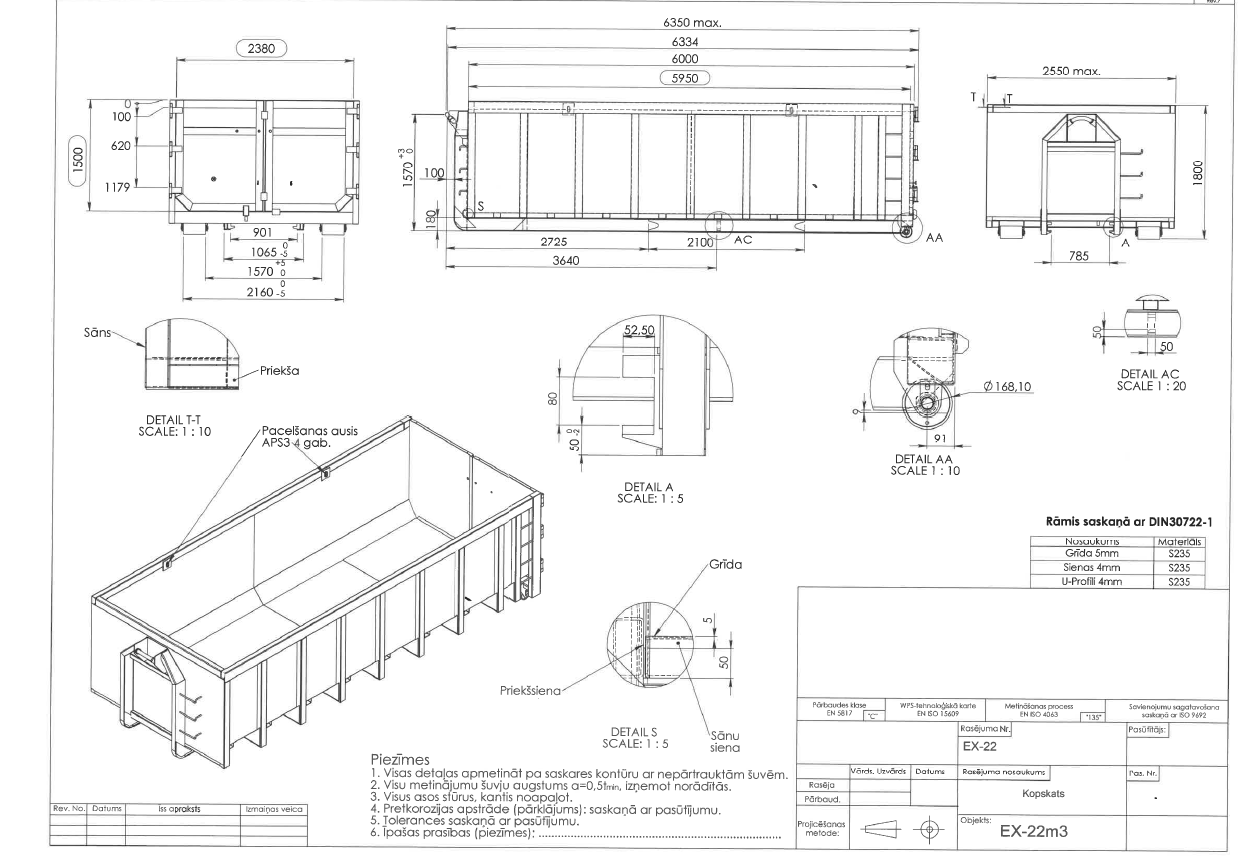 6350 max.
6334
6000
5950
2380
2550 max.
T
T
0
100
620
1179
1500
1570 +3 0
100
180
S
1800
901
1065 0 -5
1570 +5 0
2160 0 -5
2725
2100
AC
AA
3640
785
A
Sāns
Priekša
DETAIL T-T
SCALE: 1 : 10
52,50
80
50 0 -2
DETAIL A
SCALE: 1 : 5
Ø168,10
9
91
DETAIL AA
SCALE 1 : 10
50
50
DETAIL AC
SCALE 1 : 20
Pacelšanas ausis
APS3 4 gab.
Rāmis saskaņā ar DIN30722-1
Nosaukums Materiāls
Grīda 5mm S235
Sienas 4mm S235
U-Profili 4mm S235
Grīda
5
50
Priekšsiena
Sānu
siena
DETAIL S
SCALE: 1 : 5
Piezīmes
1. Visas detaļas apmetināt pa saskares kontūru ar nepārtrauktām šuvēm.
2. Visu metinājumu šuvju augstums a=0,5tmin, izņemot norādītās.
3. Visus asos stūrus, kantis noapaļot.
4. Pretkorozijas apstrāde (pārklājums): saskaņā ar pasūtījumu.
5. Tolerances saskaņā ar pasūtījumu.
6. Īpašas prasības (piezīmes):
Rev. No. Datums Īss apraksts Izmaiņas veica
Pārbaudes klase
EN 5817 "C"
WPS-tehnoloģiskā karte
EN ISO 15609
Metināšanas process
EN ISO 4063 "135"
Savienojumu sagatavošana
saskaņā ar ISO 9692
Rasējuma Nr.
EX-22
Pasūtītājs:
Vārds, Uzvārds Datums
Rasējuma nosaukums
Kopskats
Pas. Nr.
Rasēja
Pārbaud.
Projicēšanas
metode:
Objekts:
EX-22m3